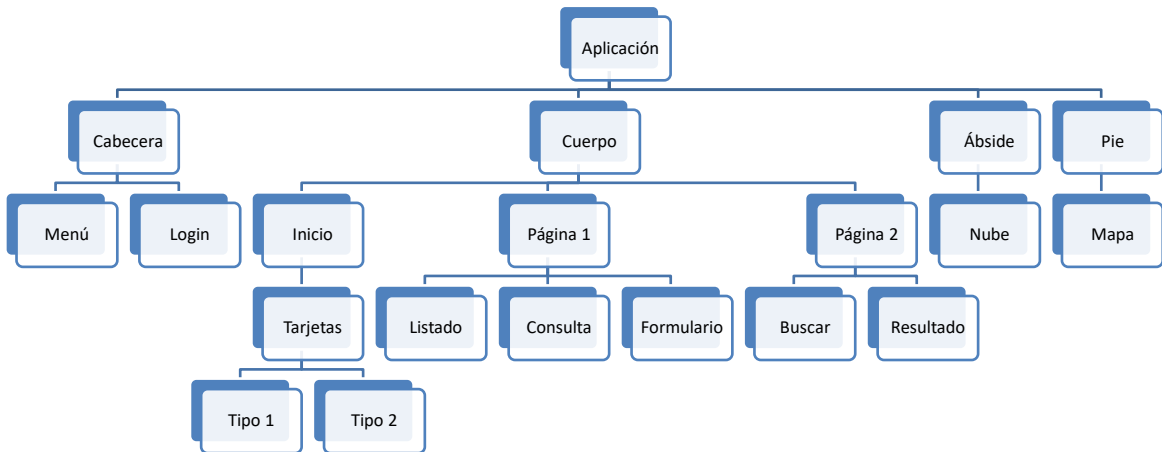 Aplicación
Cabecera
Cuerpo
Ábside
Pie
Menú
Login
Inicio
Página 1
Página 2
Nube
Mapa
Tarjetas
Listado
Consulta
Formulario
Buscar
Resultado
Tipo 1
Tipo 2